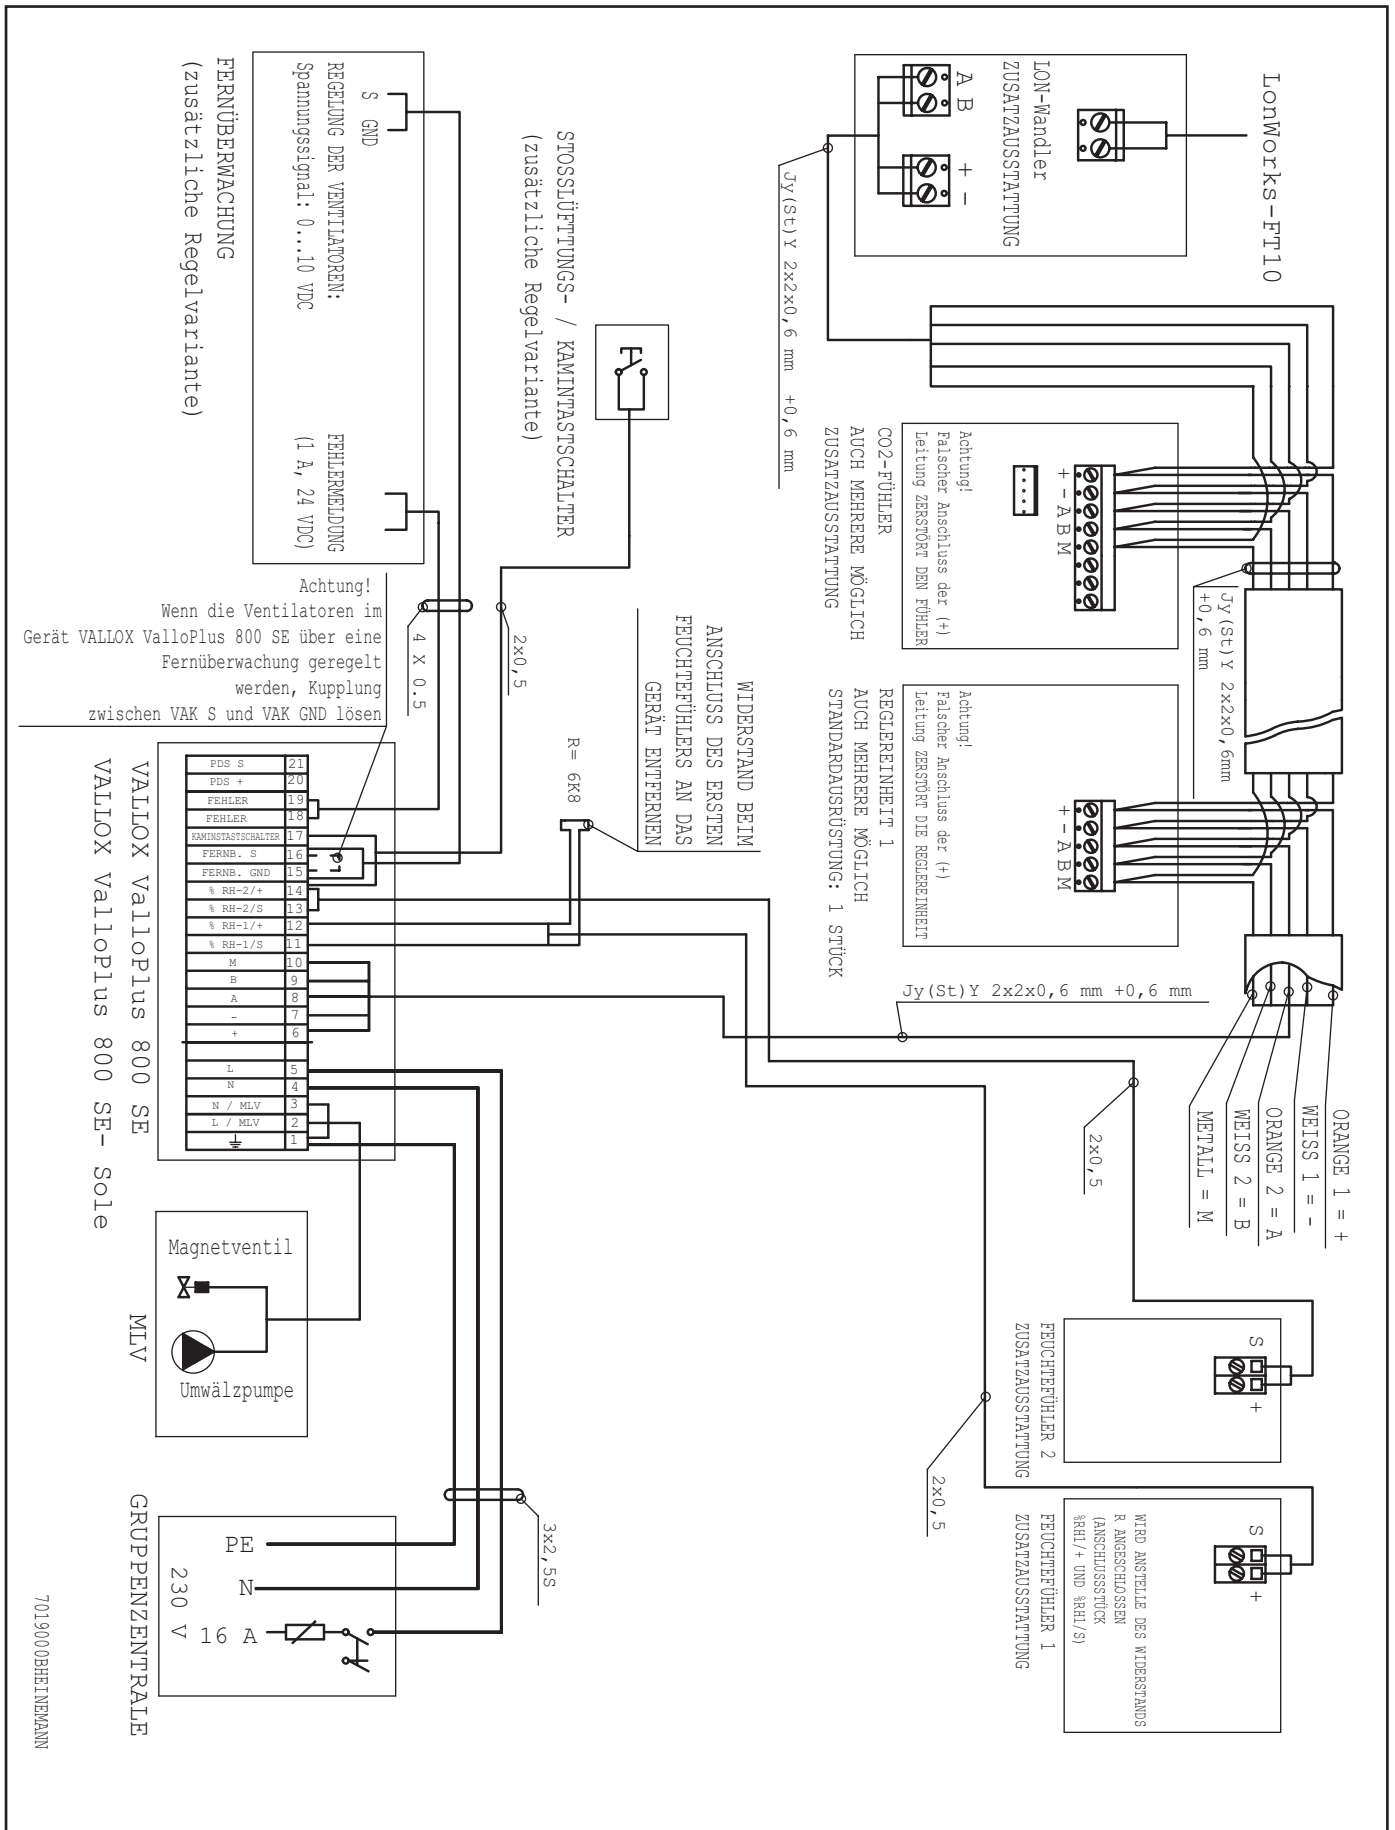 LonWorks-FT10
LON-Wandler
ZUSATZAUSSTATTUNG
A B
+ -
Jy(St)Y 2x2x0,6 mm +0,6 mm
Achtung!
Falscher Anschluss der (+)
Leitung ZERSTÖRT DEN FÜHLER
+ - A B M
CO2-FÜHLER
AUCH MEHRERE MÖGLICH
ZUSATZAUSSTATTUNG
Jy(St)Y 2x2x0,6mm
+0,6 mm
Achtung!
Falscher Anschluss der (+)
Leitung ZERSTÖRT DIE REGLEREINHEIT
+ - A B M
REGLEREINHEIT 1
AUCH MEHRERE MÖGLICH
STANDARDAUSRÜSTUNG: 1 STÜCK
ORANGE 1 = +
WEISS 1 = -
ORANGE 2 = A
WEISS 2 = B
METALL = M
Jy(St)Y 2x2x0,6 mm +0,6 mm
2x0,5
S +
FEUCHTEFÜHLER 2
ZUSATZAUSSTATTUNG
2x0,5
S +
WIRD ANSTELLE DES WIDERSTANDS
R ANGESCHLOSSEN
(ANSCHLUSSSTÜCK
%RH1/+ UND %RH1/S)
FEUCHTEFÜHLER 1
ZUSATZAUSSTATTUNG
STOSSLÜFTTUNGS- / KAMINTASTSCHALTER
(zusätzliche Regelvariante)
2x0,5
WIDERSTAND BEIM
ANSCHLUSS DES ERSTEN
FEUCHTEFÜHLERS AN DAS
GERÄT ENTFERNEN
R= 6K8
S GND
REGELUNG DER VENTILATOREN:
Spannungssignal: 0...10 VDC
FEHLERMELDUNG
(1 A, 24 VDC)
FERNÜBERWACHUNG
(zusätzliche Regelvariante)
4 X 0.5
Achtung!
Wenn die Ventilatoren im
Gerät VALLOX ValloPlus 800 SE über eine
Fernüberwachung geregelt
werden, Kupplung
zwischen VAK S und VAK GND lösen
PDS S 21
PDS + 20
FEHLER 19
FEHLER 18
KAMINSTASTSCHALTER 17
FERNB. S 16
FERNB. GND 15
% RH-2/+ 14
% RH-2/S 13
% RH-1/+ 12
% RH-1/S 11
M 10
B 9
A 8
- 7
+ 6
L 5
N 4
N / MLV 3
L / MLV 2
1
VALLOX ValloPlus 800 SE
VALLOX ValloPlus 800 SE- Sole
Magnetventil
Umwälzpumpe
MLV
3x2,5S
PE
N
16 A
230 V
GRUPPENZENTRALE
7019000BHEINEMANN